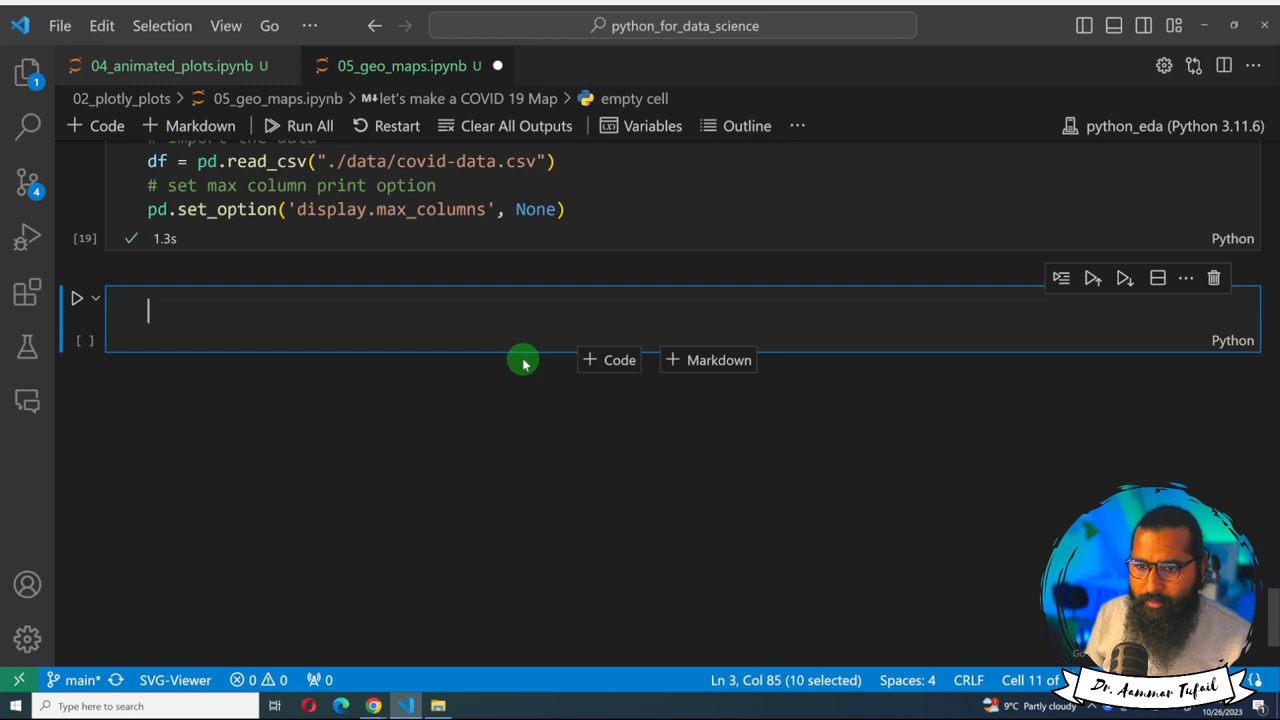 File Edit Selection View Go ··· python_for_data_science
04_animated_plots.ipynb U 05_geo_maps.ipynb U
02_plotly_plots > 05_geo_maps.ipynb > M↓let's make a COVID 19 Map > empty cell
+ Code + Markdown Run All Restart Clear All Outputs Variables Outline ··· python_eda (Python 3.11.6)
# import the data
df = pd.read_csv("./data/covid-data.csv")
# set max column print option
pd.set_option('display.max_columns', None)
[19] ✓ 1.3s Python
[ ] Python
+ Code + Markdown
1
4
Dr. Aammar Tufail
main* SVG-Viewer 0 0 0 Ln 3, Col 85 (10 selected) Spaces: 4 CRLF Cell 11 of
Type here to search 9°C Partly cloudy 10/26/2023